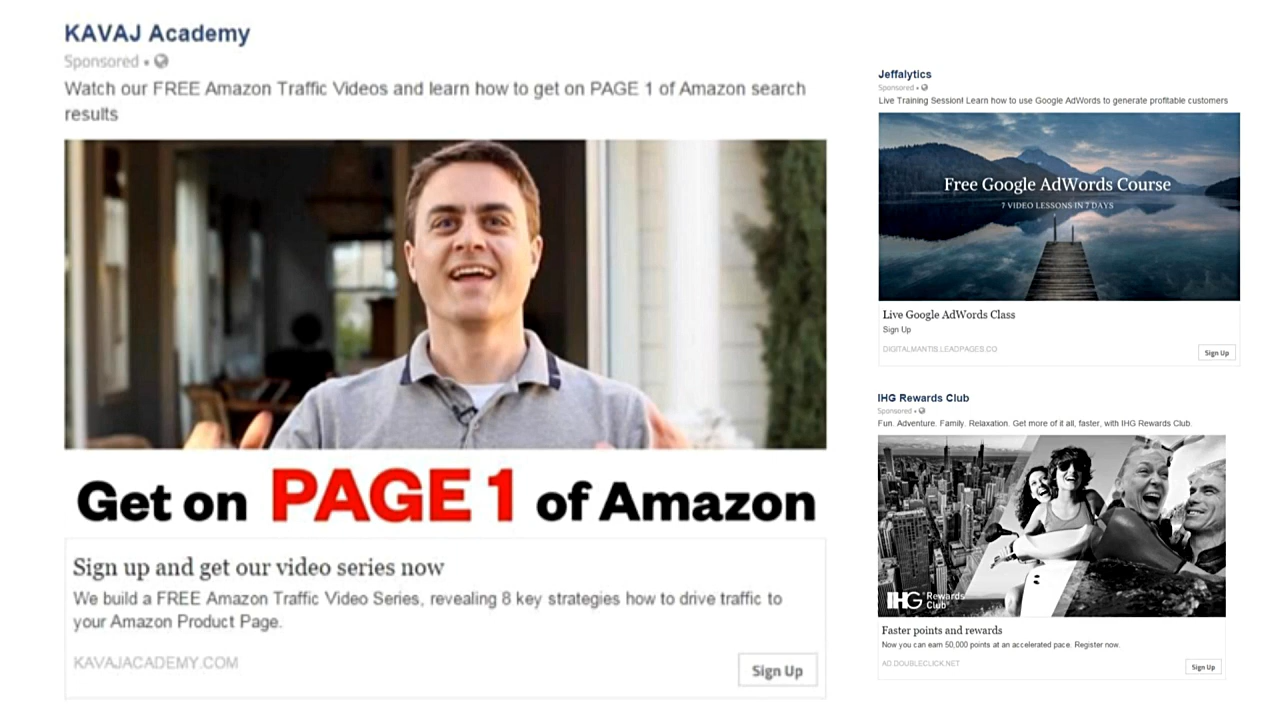 KAVAJ Academy
Sponsored •
Watch our FREE Amazon Traffic Videos and learn how to get on PAGE 1 of Amazon search
results
Get on PAGE 1 of Amazon
Sign up and get our video series now
We build a FREE Amazon Traffic Video Series, revealing 8 key strategies how to drive traffic to
your Amazon Product Page.
KAVAJACADEMY.COM
Sign Up
Jeffalytics
Sponsored •
Live Training Session! Learn how to use Google AdWords to generate profitable customers
Free Google AdWords Course
7 VIDEO LESSONS IN 7 DAYS
Live Google AdWords Class
Sign Up
DIGITALMANTIS.LEADPAGES.CO
Sign Up
IHG Rewards Club
Sponsored •
Fun. Adventure. Family. Relaxation. Get more of it all, faster, with IHG Rewards Club.
IHG Rewards
Club
Faster points and rewards
Now you can earn 50,000 points at an accelerated pace. Register now.
AD.DOUBLECLICK.NET
Sign Up